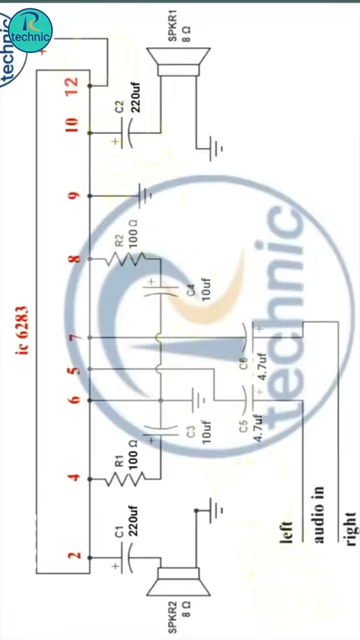 technic
technic
ic 6283
2
4
6
5
7
8
9
10
12
+
C1
220uf
+
C2
220uf
R1
100 Ω
R2
100 Ω
+
C3
10uf
+
C4
10uf
+
C5
4.7uf
+
C6
4.7uf
SPKR2
8 Ω
SPKR1
8 Ω
left
audio in
right
technic